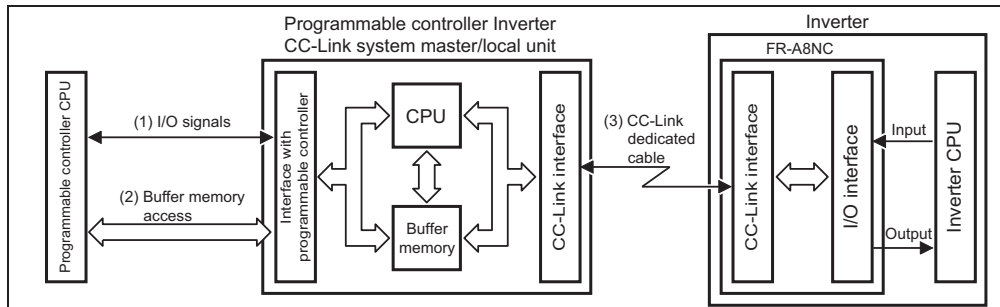 Programmable controller Inverter
CC-Link system master/local unit
Inverter
FR-A8NC
Programmable controller CPU
(1) I/O signals
(2) Buffer memory
access
Interface with
programmable controller
CPU
Buffer
memory
CC-Link interface
(3) CC-Link
dedicated
cable
CC-Link interface
I/O interface
Input
Output
Inverter CPU